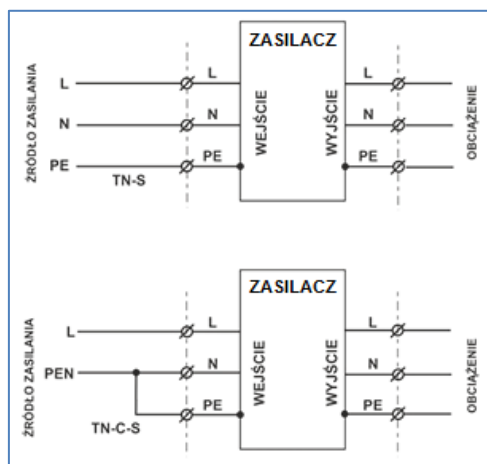 ZASILACZ
ŹRÓDŁO ZASILANIA
L
L
WEJŚCIE
WYJŚCIE
L
OBCIĄŻENIE
N
N
N
PE
PE
PE
TN-S
ZASILACZ
ŹRÓDŁO ZASILANIA
L
L
WEJŚCIE
WYJŚCIE
L
OBCIĄŻENIE
PEN
N
N
PE
PE
TN-C-S